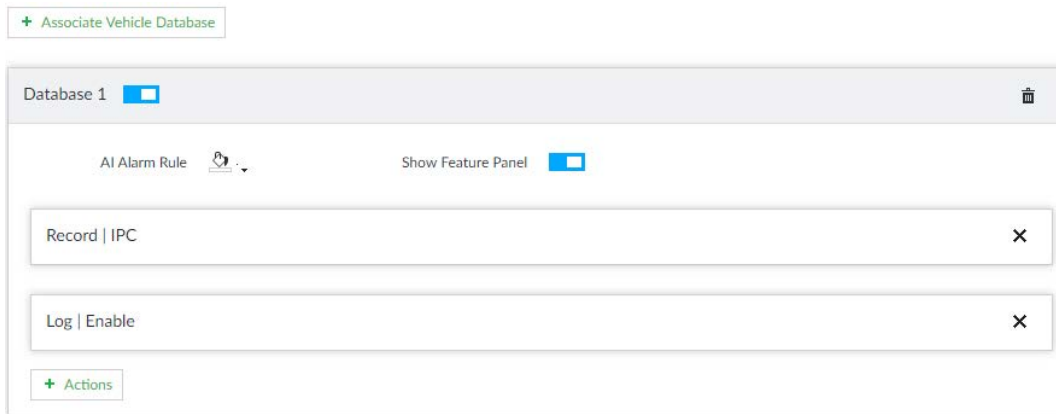 + Associate Vehicle Database
Database 1
AI Alarm Rule Show Feature Panel
Record | IPC
Log | Enable
+ Actions